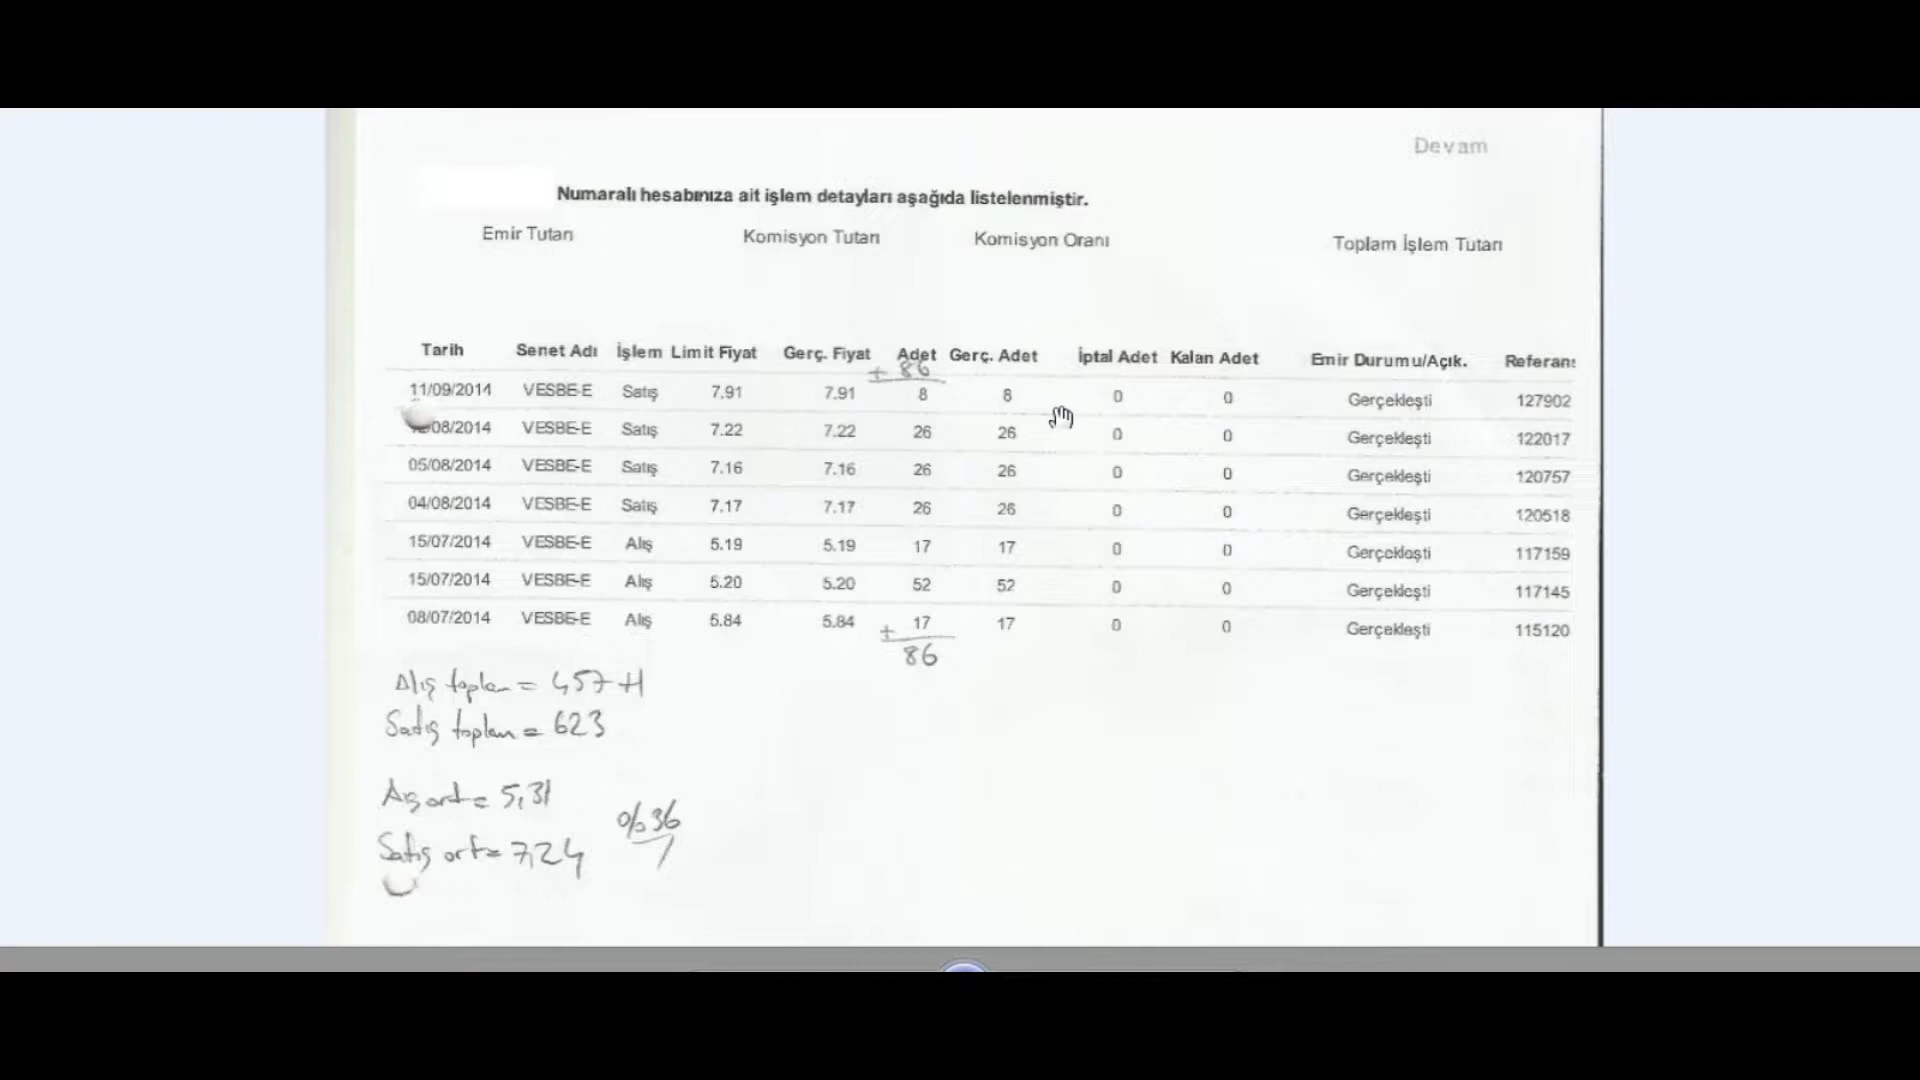 Devam
Numaralı hesabınıza ait işlem detayları aşağıda listelenmiştir.
Emir Tutarı Komisyon Tutarı Komisyon Oranı Toplam İşlem Tutarı
Tarih Senet Adı İşlem Limit Fiyat Gerç. Fiyat Adet Gerç. Adet İptal Adet Kalan Adet Emir Durumu/Açık. Referans
+ 86
11/09/2014 VESBE-E Satış 7.91 7.91 8 8 0 0 Gerçekleşti 127902
08/2014 VESBE-E Satış 7.22 7.22 26 26 0 0 Gerçekleşti 122017
05/08/2014 VESBE-E Satış 7.16 7.16 26 26 0 0 Gerçekleşti 120757
04/08/2014 VESBE-E Satış 7.17 7.17 26 26 0 0 Gerçekleşti 120518
15/07/2014 VESBE-E Alış 5.19 5.19 17 17 0 0 Gerçekleşti 117159
15/07/2014 VESBE-E Alış 5.20 5.20 52 52 0 0 Gerçekleşti 117145
08/07/2014 VESBE-E Alış 5.84 5.84 + 17 17 0 0 Gerçekleşti 115120
86
Alış toplam = 457 tl
Satış toplam = 623
Alış ort = 5,31
%36
Satış ort = 7,24